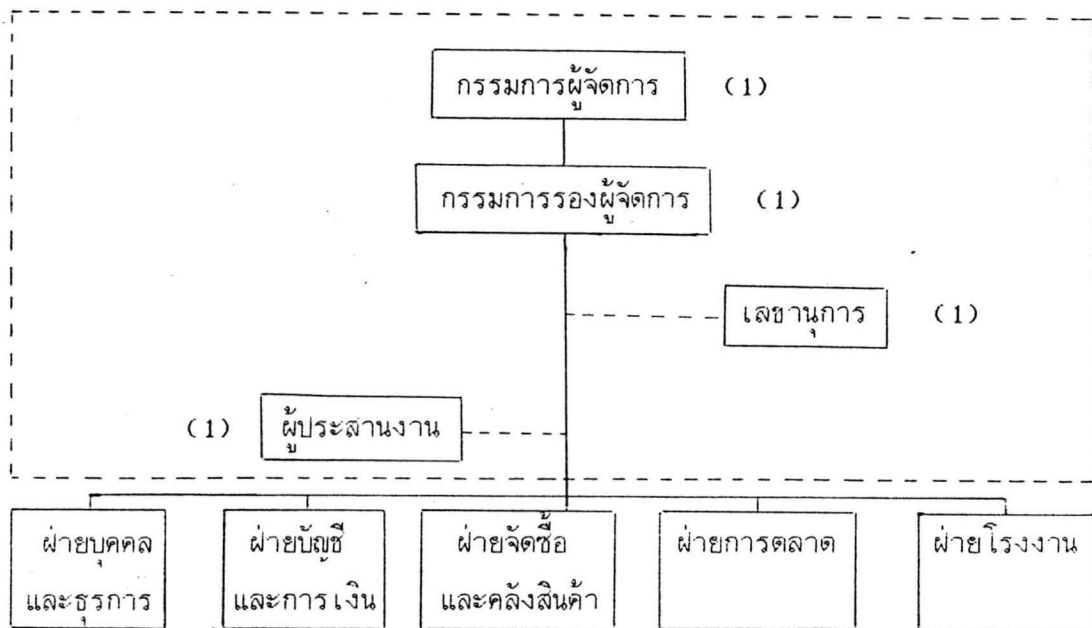 กรรมการผู้จัดการ (1)
กรรมการรองผู้จัดการ (1)
เลขานุการ (1)
(1) ผู้ประสานงาน
ฝ่ายบุคคล
และธุรการ
ฝ่ายบัญชี
และการเงิน
ฝ่ายจัดซื้อ
และคลังสินค้า
ฝ่ายการตลาด
ฝ่ายโรงงาน